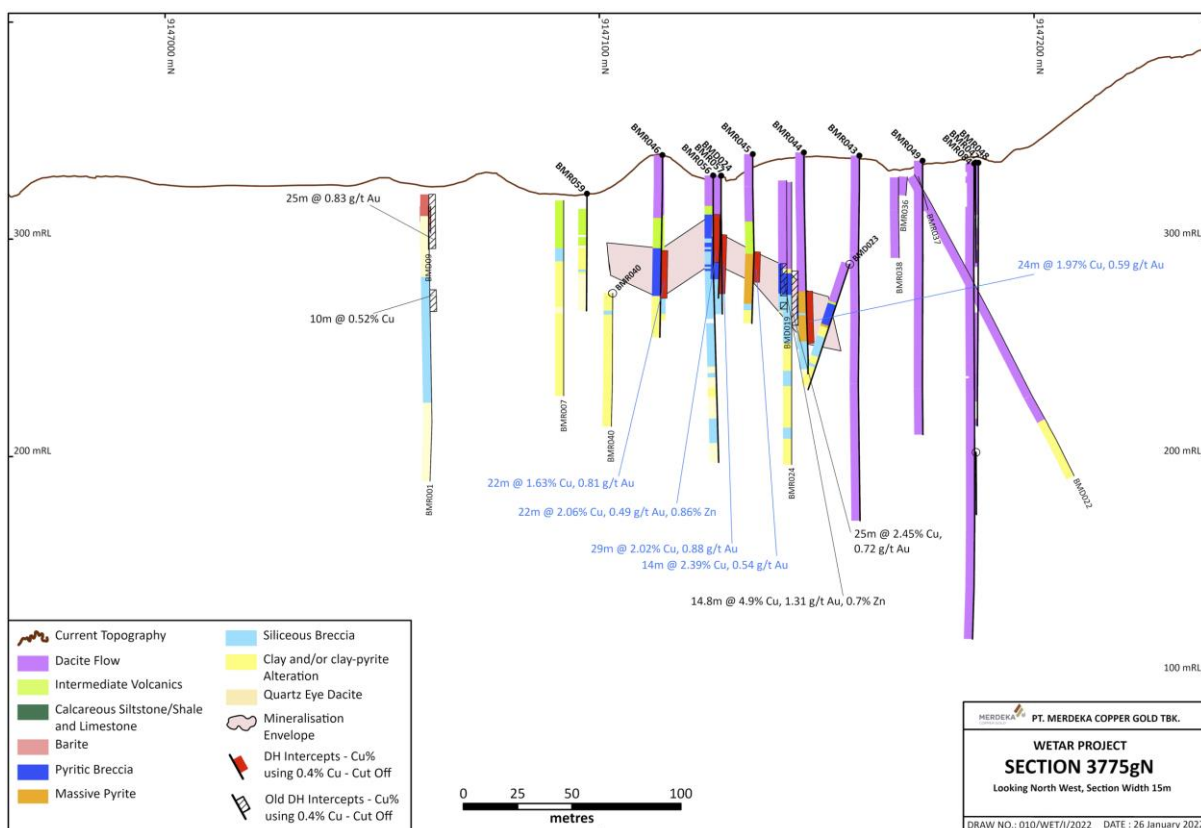 9147000 mN
9147100 mN
9147200 mN
BMR059
BMR046
BMR056
BMR057
BMD024
BMR045
BMR044
BMR043
BMR049
BMR048
25m @ 0.83 g/t Au
300 mRL
300 mRL
BMD09
BMR040
BMD023
BMR036
BMR037
BMR038
24m @ 1.97% Cu, 0.59 g/t Au
10m @ 0.52% Cu
BMD019
BMR007
BMR040
200 mRL
200 mRL
BMR001
BMR024
BMD022
22m @ 1.63% Cu, 0.81 g/t Au
22m @ 2.06% Cu, 0.49 g/t Au, 0.86% Zn
29m @ 2.02% Cu, 0.88 g/t Au
14m @ 2.39% Cu, 0.54 g/t Au
25m @ 2.45% Cu,
0.72 g/t Au
14.8m @ 4.9% Cu, 1.31 g/t Au, 0.7% Zn
100 mRL
Current Topography
Dacite Flow
Intermediate Volcanics
Calcareous Siltstone/Shale
and Limestone
Barite
Pyritic Breccia
Massive Pyrite
Siliceous Breccia
Clay and/or clay-pyrite
Alteration
Quartz Eye Dacite
Mineralisation
Envelope
DH Intercepts - Cu%
using 0.4% Cu - Cut Off
Old DH Intercepts - Cu%
using 0.4% Cu - Cut Off
0 25 50 100
metres
MERDEKA
COPPER GOLD
PT. MERDEKA COPPER GOLD TBK.
WETAR PROJECT
SECTION 3775gN
Looking North West, Section Width 15m
DRAW NO.: 010/WET/I/2022 DATE : 26 January 2022